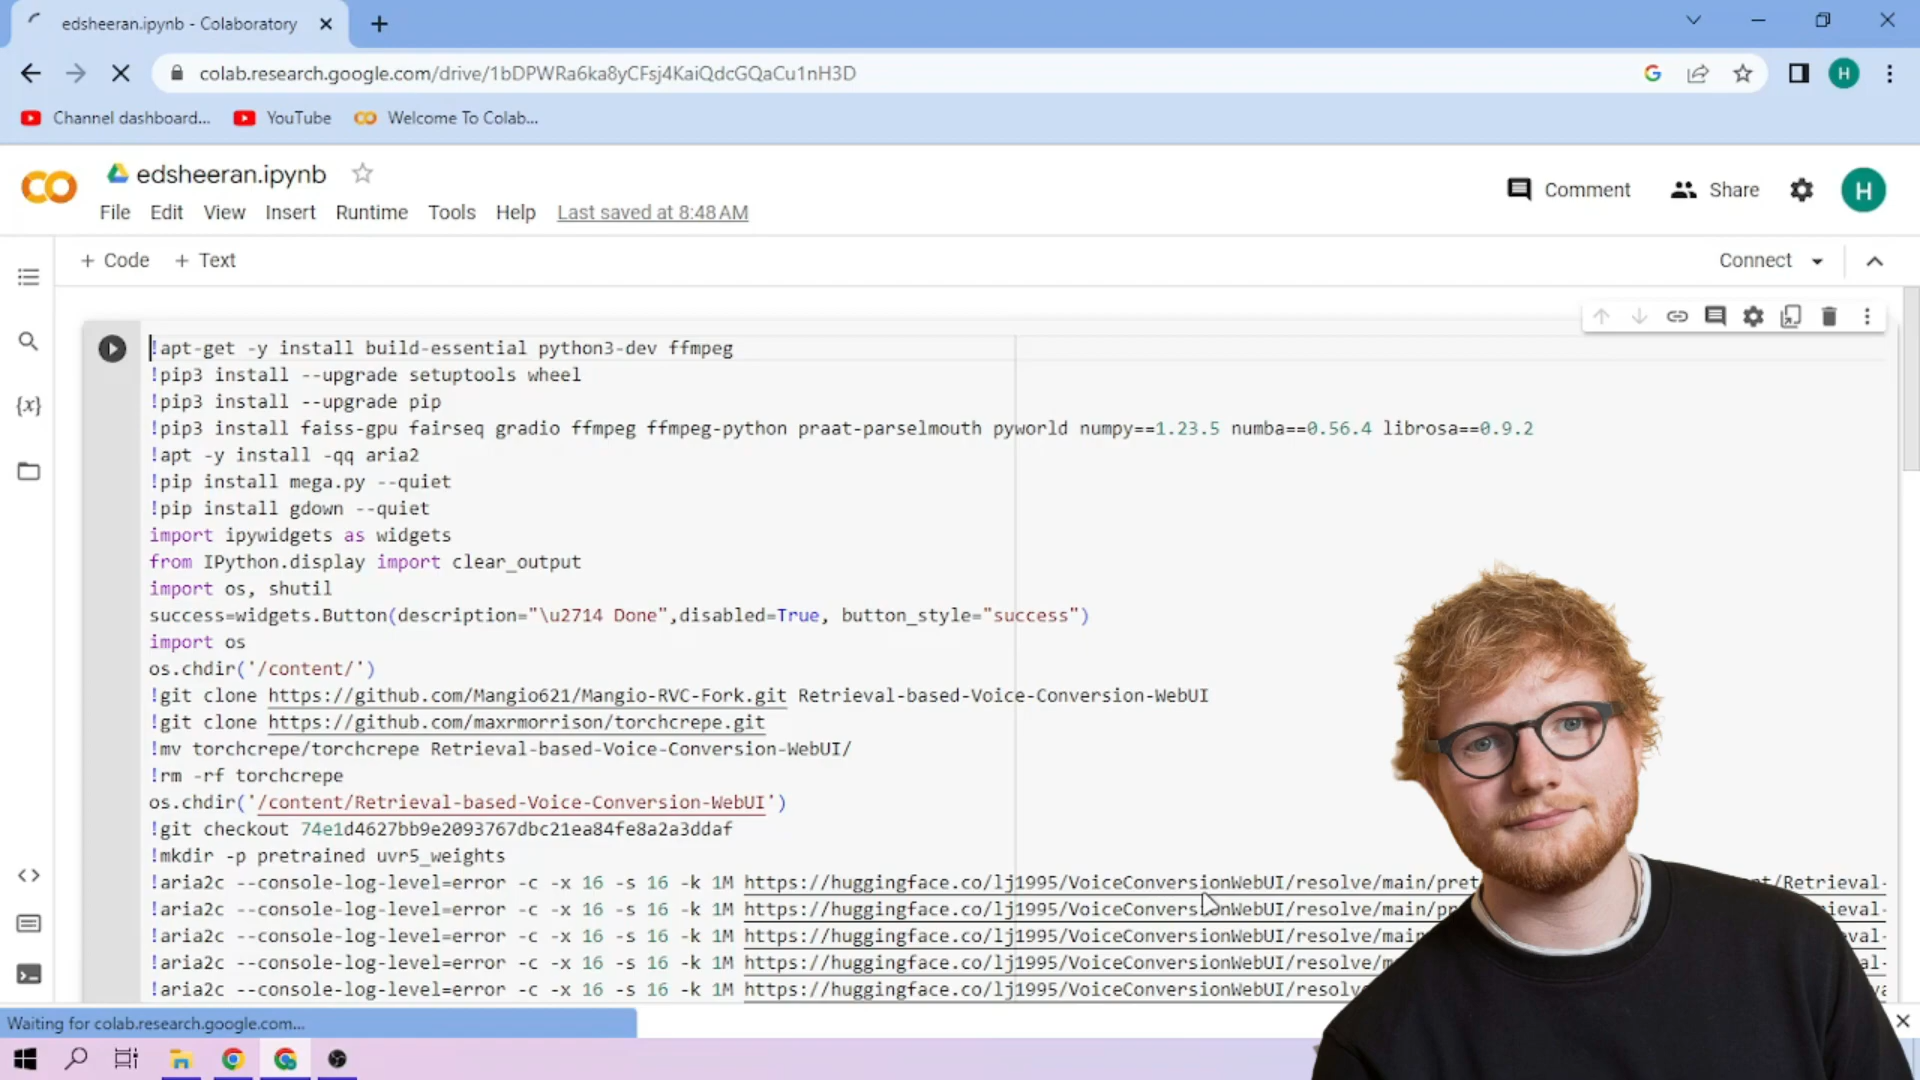 edsheeran.ipynb - Colaboratory
colab.research.google.com/drive/1bDPWRa6ka8yCFsj4KaiQdcGQaCu1nH3D
H
Channel dashboard...
YouTube
Welcome To Colab...
edsheeran.ipynb
Comment
Share
H
File Edit View Insert Runtime Tools Help Last saved at 8:48 AM
+ Code + Text
Connect
!apt-get -y install build-essential python3-dev ffmpeg
!pip3 install --upgrade setuptools wheel
!pip3 install --upgrade pip
!pip3 install faiss-gpu fairseq gradio ffmpeg ffmpeg-python praat-parselmouth pyworld numpy==1.23.5 numba==0.56.4 librosa==0.9.2
!apt -y install -qq aria2
!pip install mega.py --quiet
!pip install gdown --quiet
import ipywidgets as widgets
from IPython.display import clear_output
import os, shutil
success=widgets.Button(description="\u2714 Done",disabled=True, button_style="success")
import os
os.chdir('/content/')
!git clone https://github.com/Mangio621/Mangio-RVC-Fork.git Retrieval-based-Voice-Conversion-WebUI
!git clone https://github.com/maxrmorrison/torchcrepe.git
!mv torchcrepe/torchcrepe Retrieval-based-Voice-Conversion-WebUI/
!rm -rf torchcrepe
os.chdir('/content/Retrieval-based-Voice-Conversion-WebUI')
!git checkout 74e1d4627bb9e2093767dbc21ea84fe8a2a3ddaf
!mkdir -p pretrained uvr5_weights
!aria2c --console-log-level=error -c -x 16 -s 16 -k 1M https://huggingface.co/lj1995/VoiceConversionWebUI/resolve/main/pret /Retrieval-
!aria2c --console-log-level=error -c -x 16 -s 16 -k 1M https://huggingface.co/lj1995/VoiceConversionWebUI/resolve/main/pr ieval-
!aria2c --console-log-level=error -c -x 16 -s 16 -k 1M https://huggingface.co/lj1995/VoiceConversionWebUI/resolve/main
!aria2c --console-log-level=error -c -x 16 -s 16 -k 1M https://huggingface.co/lj1995/VoiceConversionWebUI/resolve/m
!aria2c --console-log-level=error -c -x 16 -s 16 -k 1M https://huggingface.co/lj1995/VoiceConversionWebUI/resolv
Waiting for colab.research.google.com...